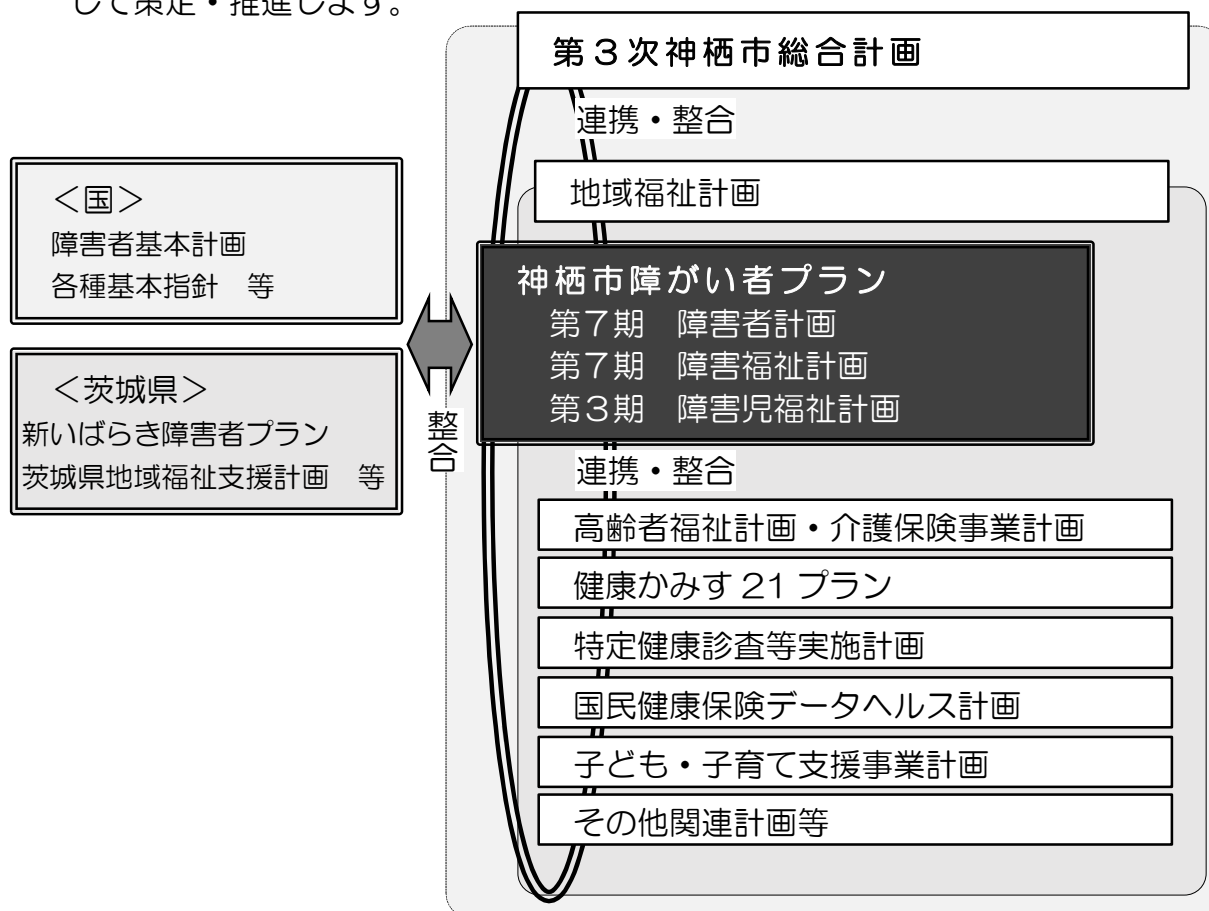 して策定・推進します。
第３次神栖市総合計画
連携・整合
地域福祉計画
＜国＞
障害者基本計画
各種基本指針　等
＜茨城県＞
新いばらき障害者プラン
茨城県地域福祉支援計画　等
整合
神栖市障がい者プラン
第７期　障害者計画
第７期　障害福祉計画
第３期　障害児福祉計画
連携・整合
高齢者福祉計画・介護保険事業計画
健康かみす 21 プラン
特定健康診査等実施計画
国民健康保険データヘルス計画
子ども・子育て支援事業計画
その他関連計画等